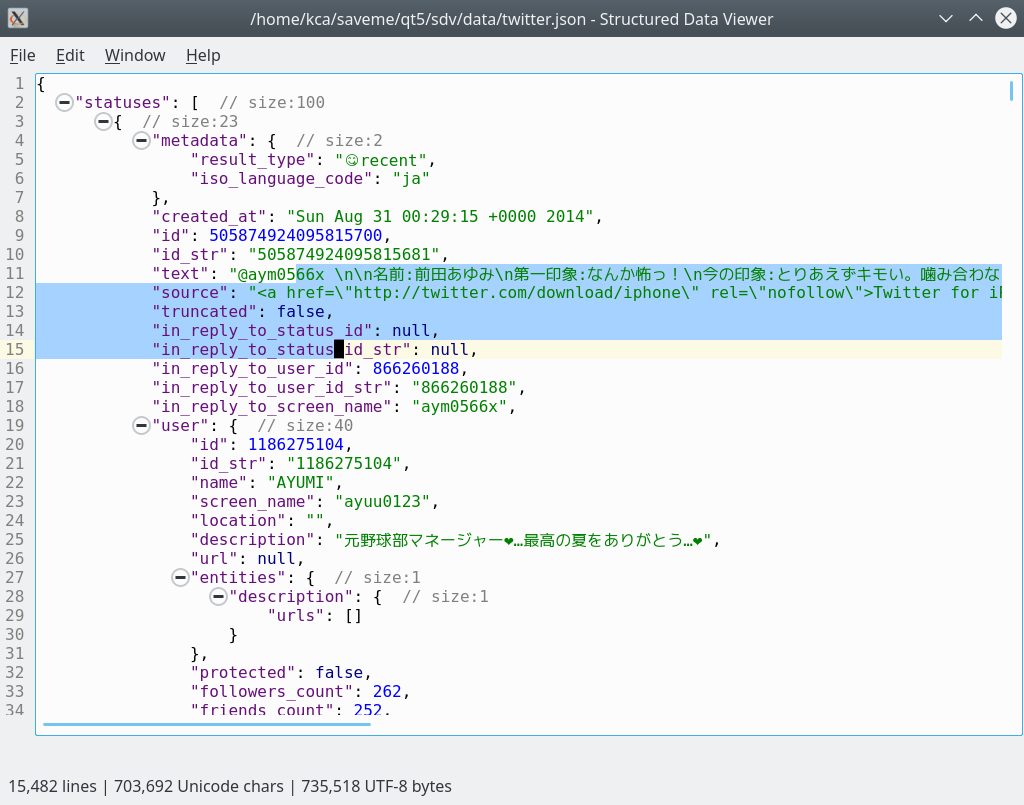 /home/kca/saveme/qt5/sdv/data/twitter.json - Structured Data Viewer
File Edit Window Help
1 {
2 "statuses": [ // size:100
3 { // size:23
4 "metadata": { // size:2
5 "result_type": "😋recent",
6 "iso_language_code": "ja"
7 },
8 "created_at": "Sun Aug 31 00:29:15 +0000 2014",
9 "id": 505874924095815700,
10 "id_str": "505874924095815681",
11 "text": "@aym0566x \n\n名前:前田あゆみ\n第一印象:なんか怖っ！\n今の印象:とりあえずキモい。噛み合わな
12 "source": "<a href=\"http://twitter.com/download/iphone\" rel=\"nofollow\">Twitter for iP
13 "truncated": false,
14 "in_reply_to_status_id": null,
15 "in_reply_to_status_id_str": null,
16 "in_reply_to_user_id": 866260188,
17 "in_reply_to_user_id_str": "866260188",
18 "in_reply_to_screen_name": "aym0566x",
19 "user": { // size:40
20 "id": 1186275104,
21 "id_str": "1186275104",
22 "name": "AYUMI",
23 "screen_name": "ayuu0123",
24 "location": "",
25 "description": "元野球部マネージャー❤…最高の夏をありがとう…❤",
26 "url": null,
27 "entities": { // size:1
28 "description": { // size:1
29 "urls": []
30 }
31 },
32 "protected": false,
33 "followers_count": 262,
34 "friends_count": 252,
15,482 lines | 703,692 Unicode chars | 735,518 UTF-8 bytes